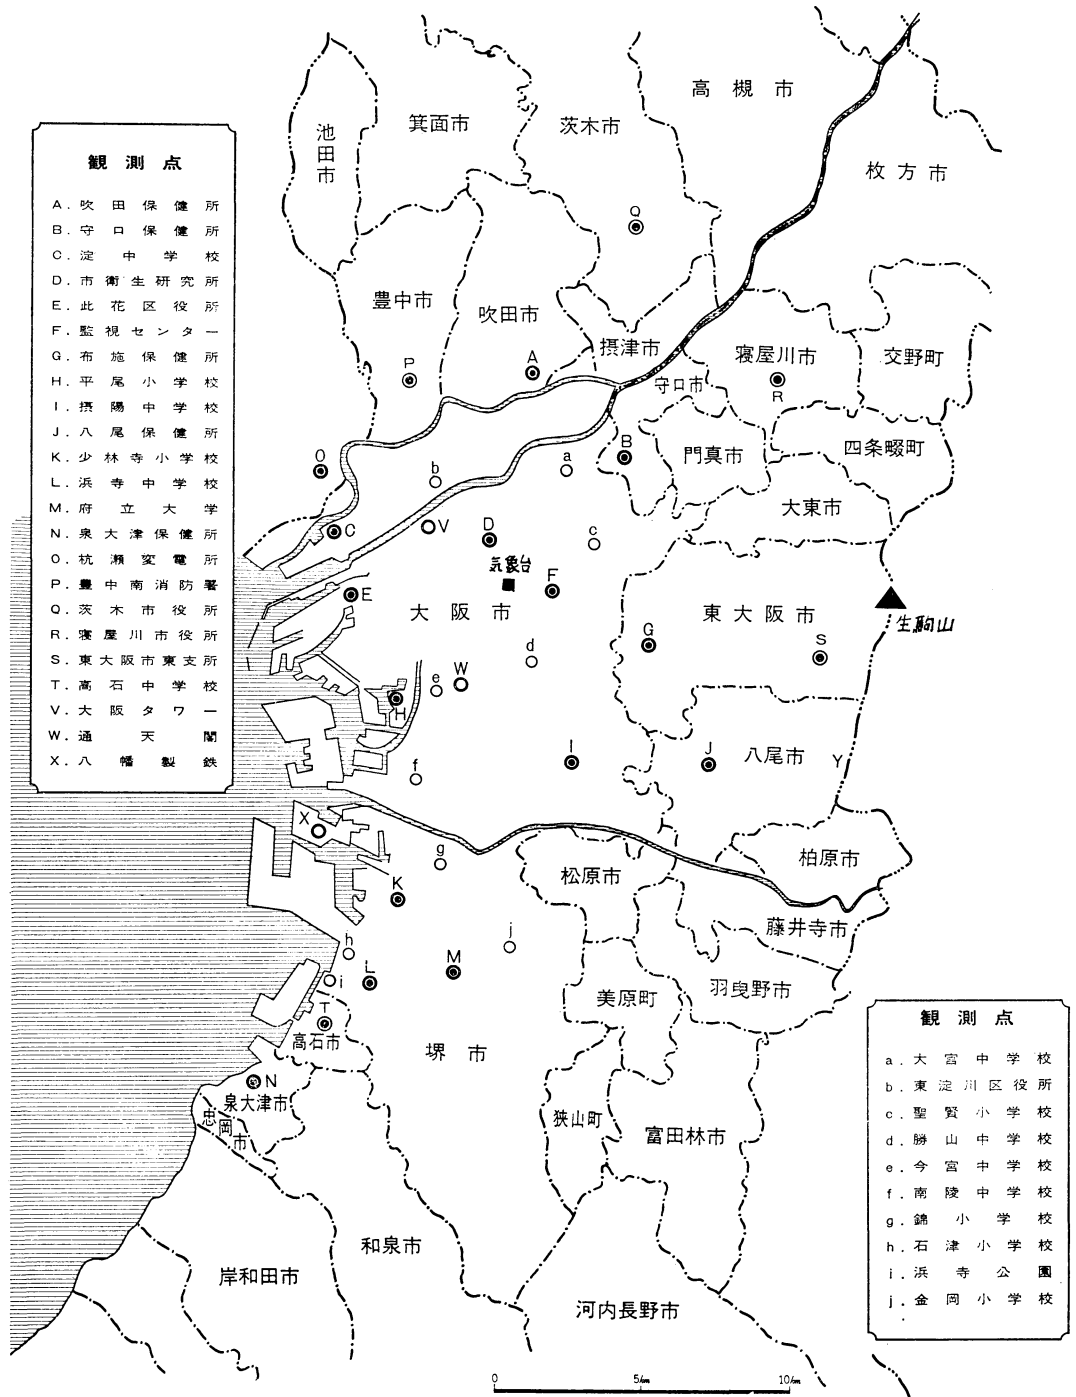 観測点
A. 吹田保健所
B. 守口保健所
C. 淀中学校
D. 市衛生研究所
E. 此花区役所
F. 監視センター
G. 布施保健所
H. 平尾小学校
I. 摂陽中学校
J. 八尾保健所
K. 少林寺小学校
L. 浜寺中学校
M. 府立大学
N. 泉大津保健所
O. 杭瀬変電所
P. 豊中南消防署
Q. 茨木市役所
R. 寝屋川市役所
S. 東大阪市東支所
T. 高石中学校
V. 大阪タワー
W. 通天閣
X. 八幡製鉄
高槻市
箕面市
茨木市
池田市
枚方市
Q
豊中市
吹田市
摂津市
寝屋川市
交野町
P
A
守口市
R
門真市
四条畷町
O
b
a
B
大東市
C
V
D
c
気象台
F
E
大阪市
東大阪市
生駒山
G
S
d
W
e
H
I
J
八尾市
Y
f
X
g
松原市
柏原市
K
藤井寺市
j
h
M
L
i
美原町
羽曳野市
T
高石市
堺市
N
泉大津市
忠岡市
狭山町
富田林市
和泉市
岸和田市
河内長野市
観測点
a. 大宮中学校
b. 東淀川区役所
c. 聖賢小学校
d. 勝山中学校
e. 今宮中学校
f. 南陵中学校
g. 錦小学校
h. 石津小学校
i. 浜寺公園
j. 金岡小学校
0 5km 10km